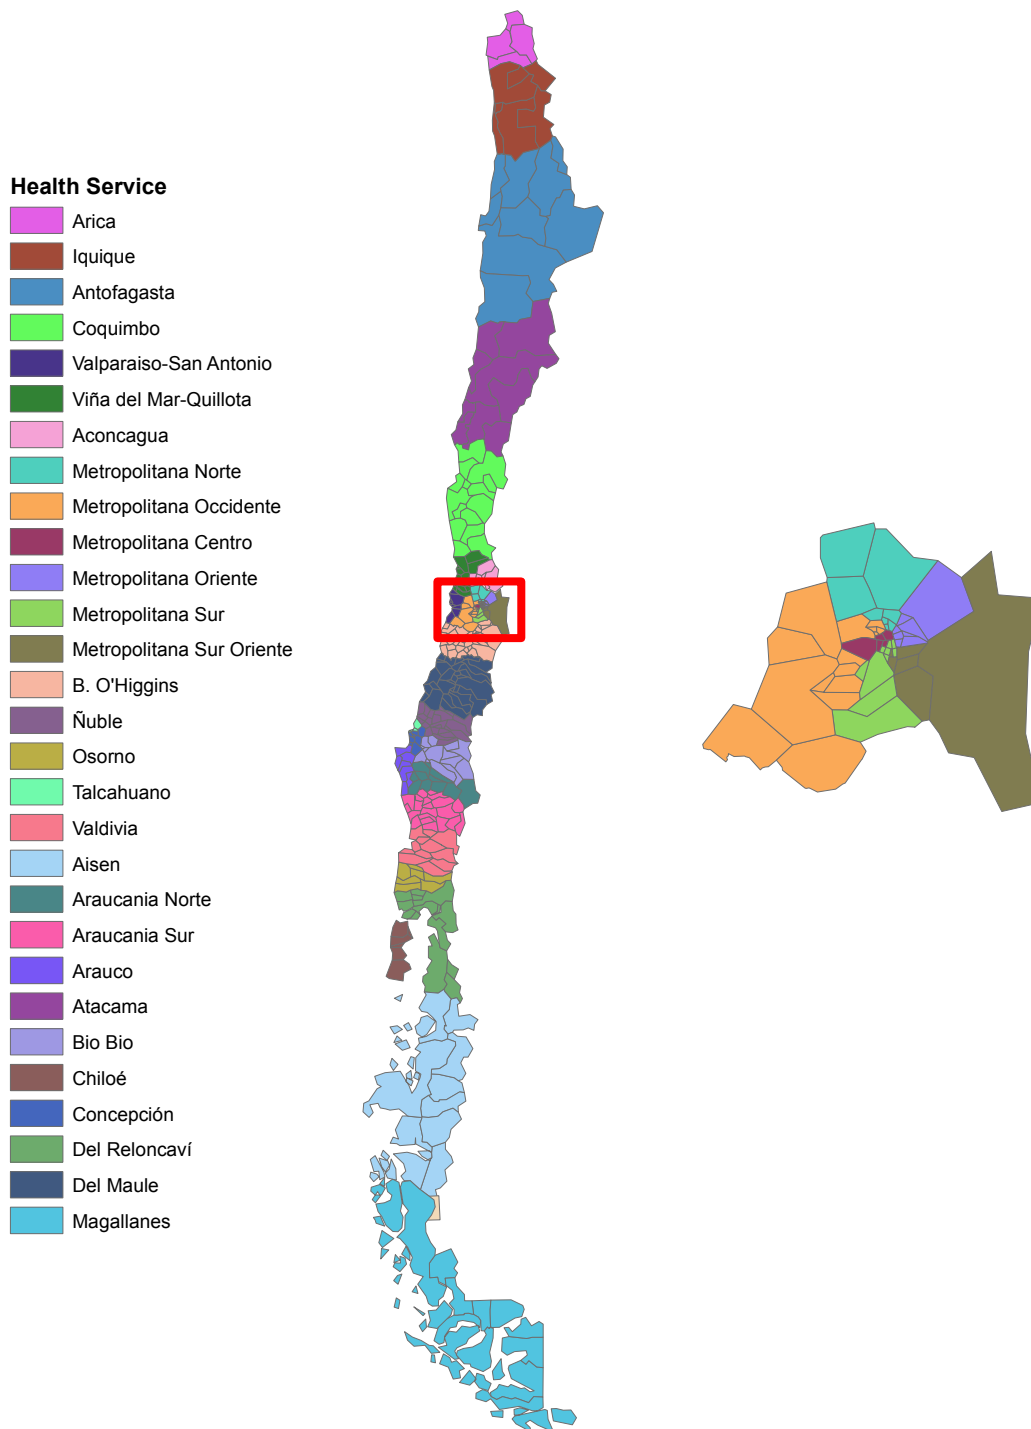 Health Service
Arica
Iquique
Antofagasta
Coquimbo
Valparaiso-San Antonio
Viña del Mar-Quillota
Aconcagua
Metropolitana Norte
Metropolitana Occidente
Metropolitana Centro
Metropolitana Oriente
Metropolitana Sur
Metropolitana Sur Oriente
B. O'Higgins
Ñuble
Osorno
Talcahuano
Valdivia
Aisen
Araucania Norte
Araucania Sur
Arauco
Atacama
Bio Bio
Chiloé
Concepción
Del Reloncaví
Del Maule
Magallanes